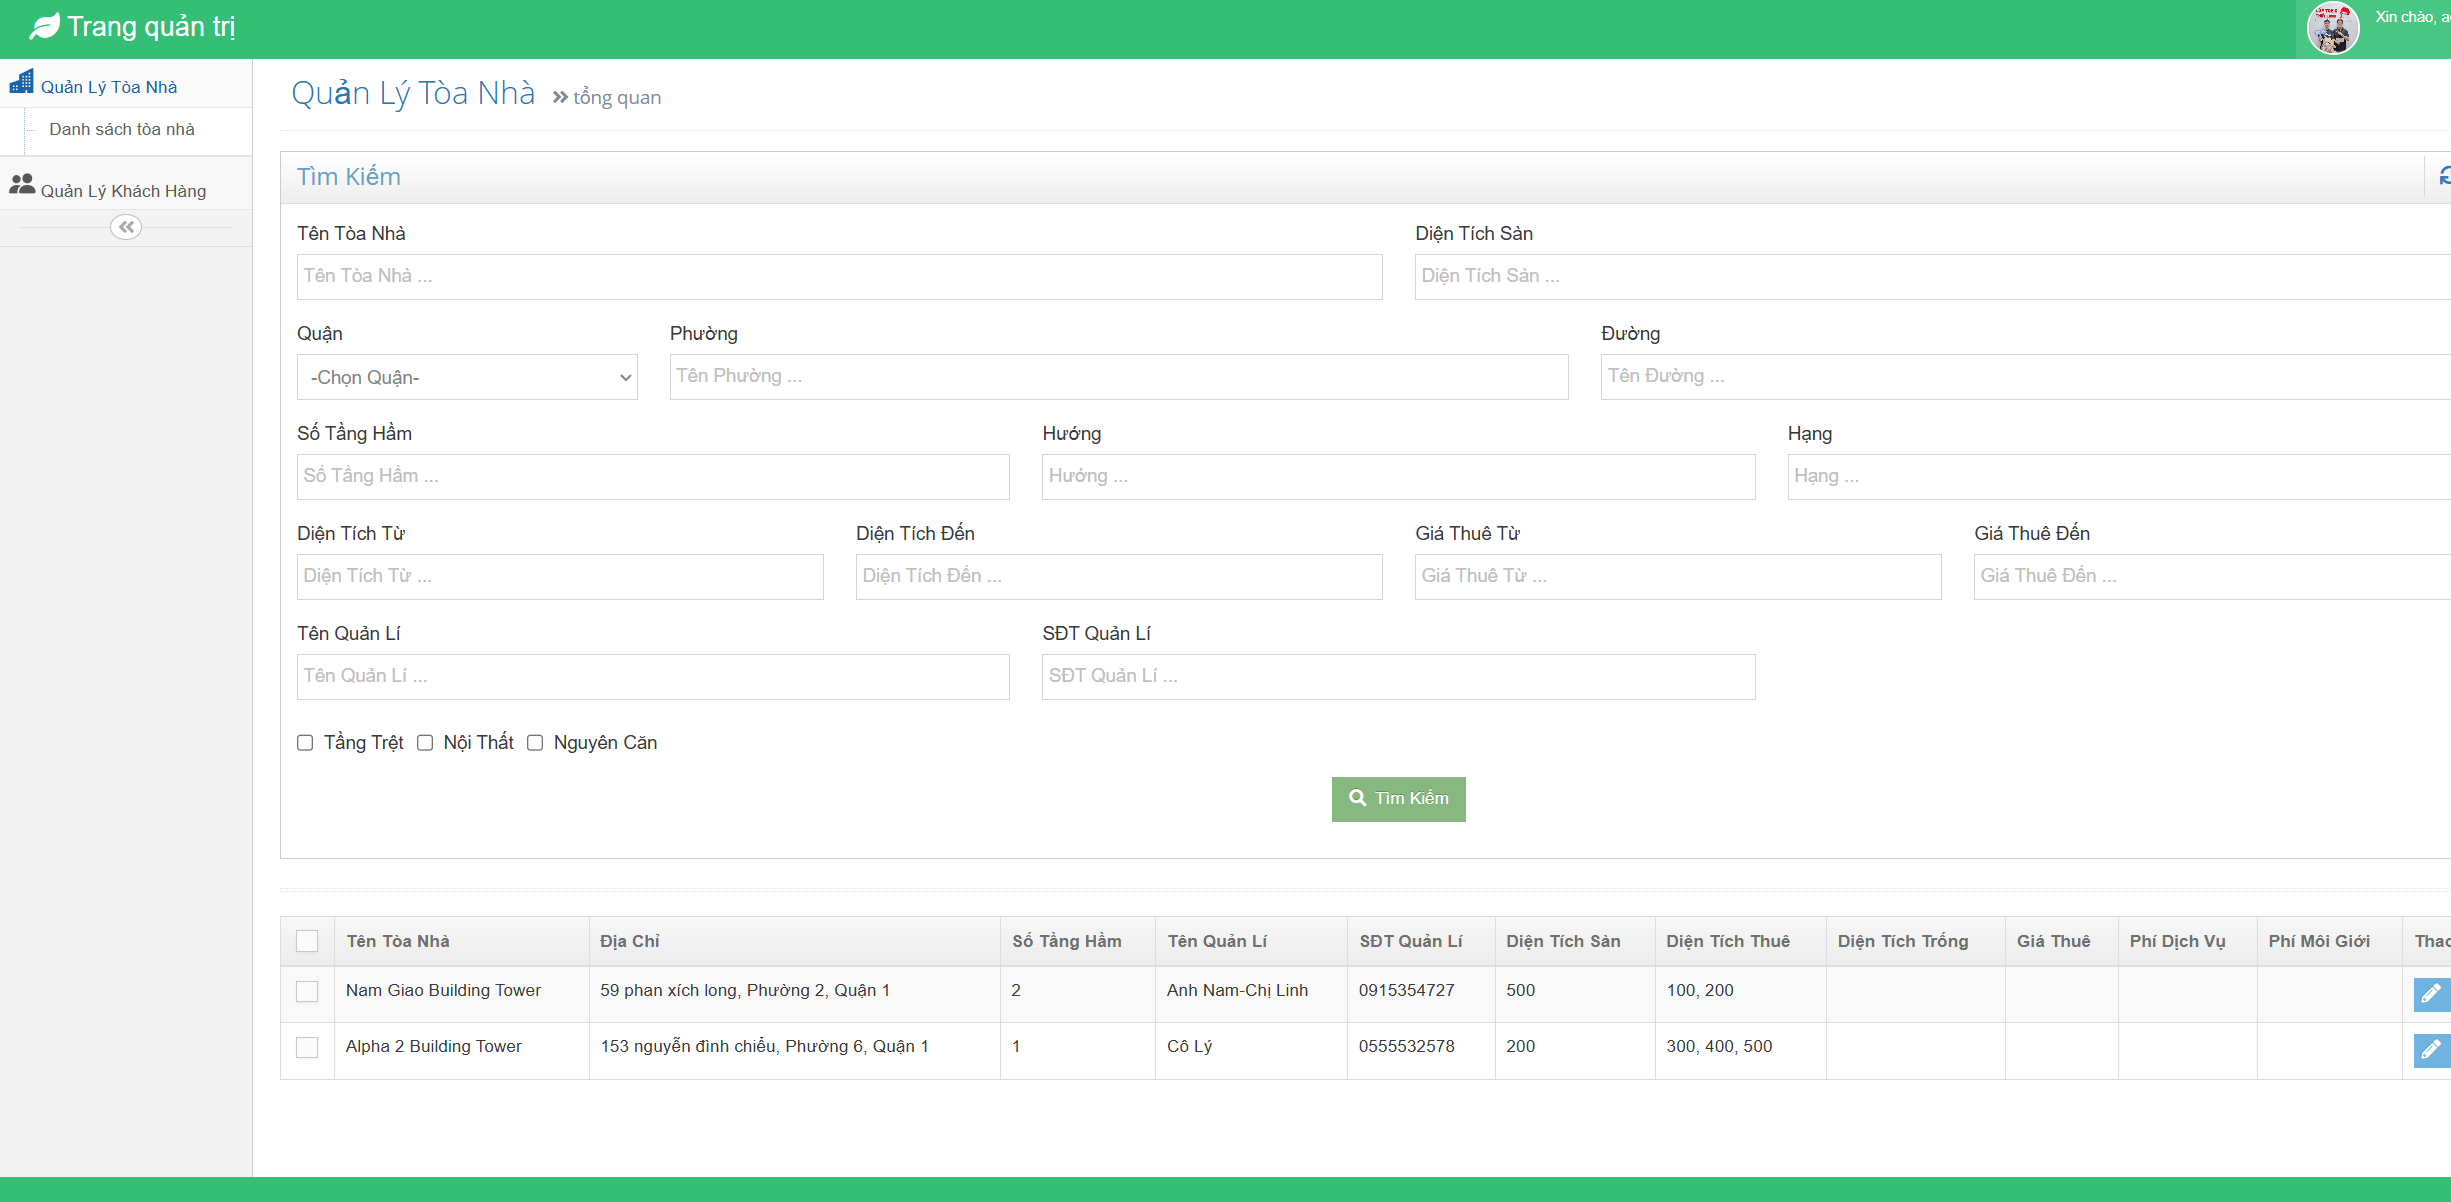 Trang quản trị
Xin chào,
Quản Lý Tòa Nhà
Danh sách tòa nhà
Quản Lý Khách Hàng
Quản Lý Tòa Nhà » tổng quan
Tìm Kiếm
Tên Tòa Nhà Diện Tích Sàn
Tên Tòa Nhà ... Diện Tích Sàn ...
Quận Phường Đường
-Chọn Quận- Tên Phường ... Tên Đường ...
Số Tầng Hầm Hướng Hạng
Số Tầng Hầm ... Hướng ... Hạng ...
Diện Tích Từ Diện Tích Đến Giá Thuê Từ Giá Thuê Đến
Diện Tích Từ ... Diện Tích Đến ... Giá Thuê Từ ... Giá Thuê Đến ...
Tên Quản Lí SĐT Quản Lí
Tên Quản Lí ... SĐT Quản Lí ...
Tầng Trệt Nội Thất Nguyên Căn
Tìm Kiếm
Tên Tòa Nhà Địa Chỉ Số Tầng Hầm Tên Quản Lí SĐT Quản Lí Diện Tích Sàn Diện Tích Thuê Diện Tích Trống Giá Thuê Phí Dịch Vụ Phí Môi Giới
Nam Giao Building Tower 59 phan xích long, Phường 2, Quận 1 2 Anh Nam-Chị Linh 0915354727 500 100, 200
Alpha 2 Building Tower 153 nguyễn đình chiểu, Phường 6, Quận 1 1 Cô Lý 0555532578 200 300, 400, 500